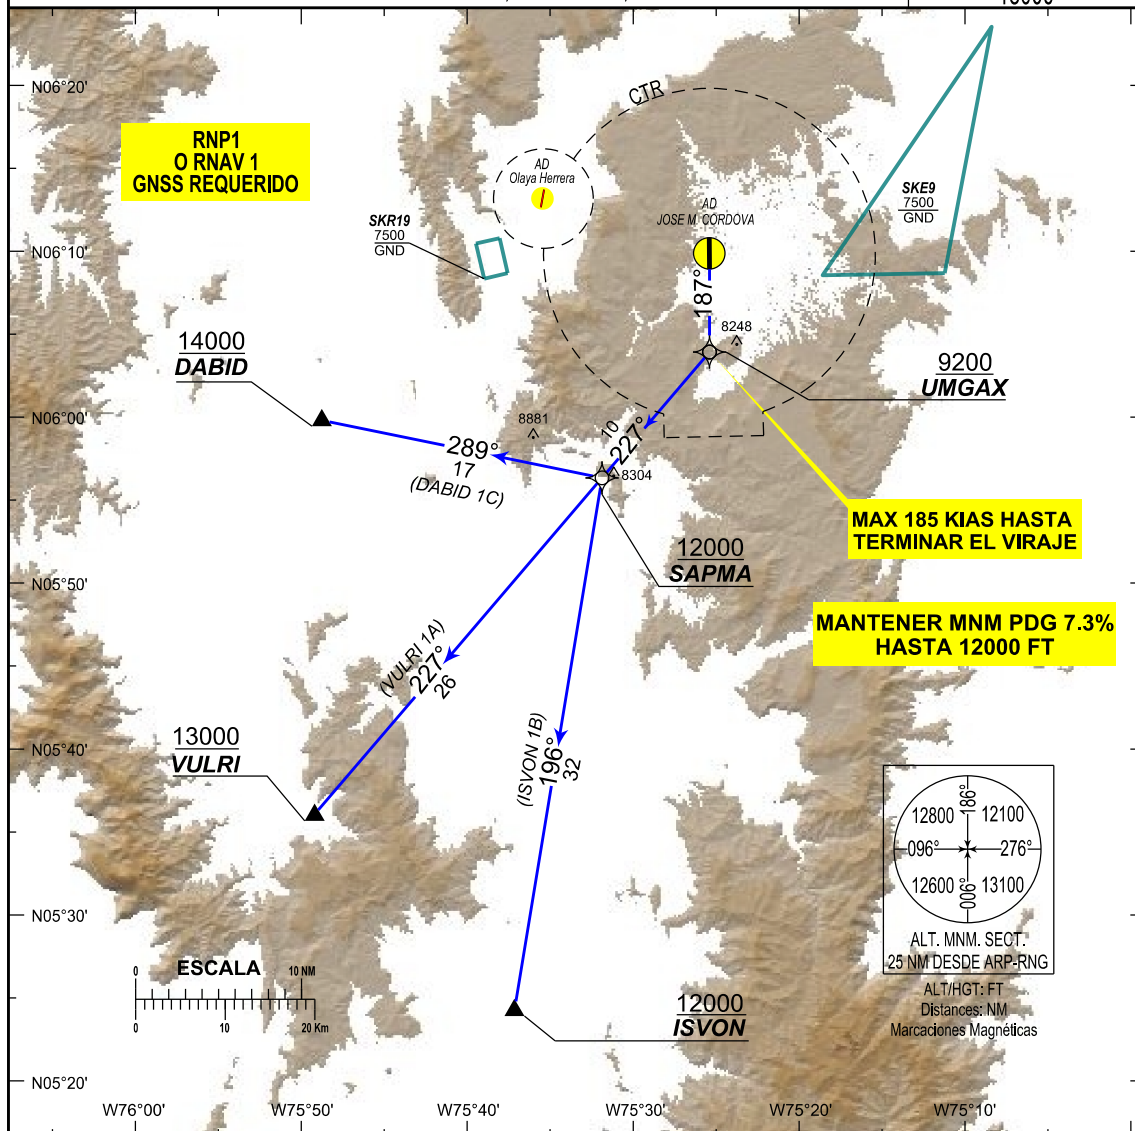 N06°20'
N06°10'
N06°00'
N05°50'
N05°40'
N05°30'
N05°20'
RNP1
O RNAV 1
GNSS REQUERIDO
CTR
AD
Olaya Herrera
SKR19
7500
GND
AD
JOSE M. CORDOVA
SKE9
7500
GND
187°
8248
14000
DABID
9200
UMGAX
8881
10
227°
8304
289°
17
(DABID 1C)
12000
SAPMA
MAX 185 KIAS HASTA
TERMINAR EL VIRAJE
MANTENER MNM PDG 7.3%
HASTA 12000 FT
(VULRI 1A)
227°
26
13000
VULRI
(ISVON 1B)
196°
32
12800
186°
12100
096°
276°
12600
006°
13100
ALT. MNM. SECT.
25 NM DESDE ARP-RNG
ALT/HGT: FT
Distances: NM
Marcaciones Magnéticas
0
ESCALA
10 NM
0
10
20 Km
12000
ISVON
W76°00'
W75°50'
W75°40'
W75°30'
W75°20'
W75°10'